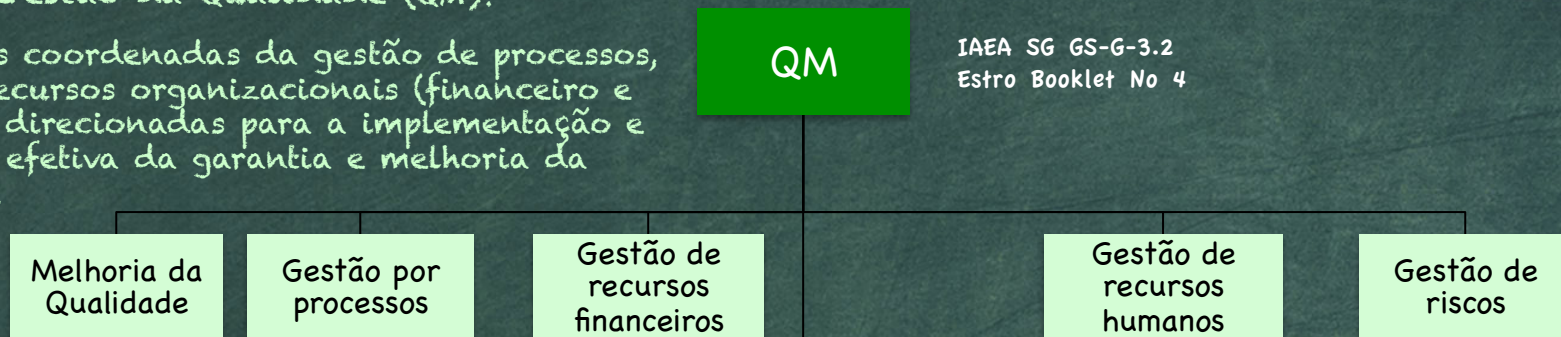 estão da Qualidade (QM).
s coordenadas da gestão de processos,
ecursos organizacionais (financeiro e
direcionadas para a implementação e
efetiva da garantia e melhoria da
QM
IAEA SG GS-G-3.2
Estro Booklet No 4
Melhoria da
Qualidade
Gestão por
processos
Gestão de
recursos
financeiros
Gestão de
recursos
humanos
Gestão de
riscos